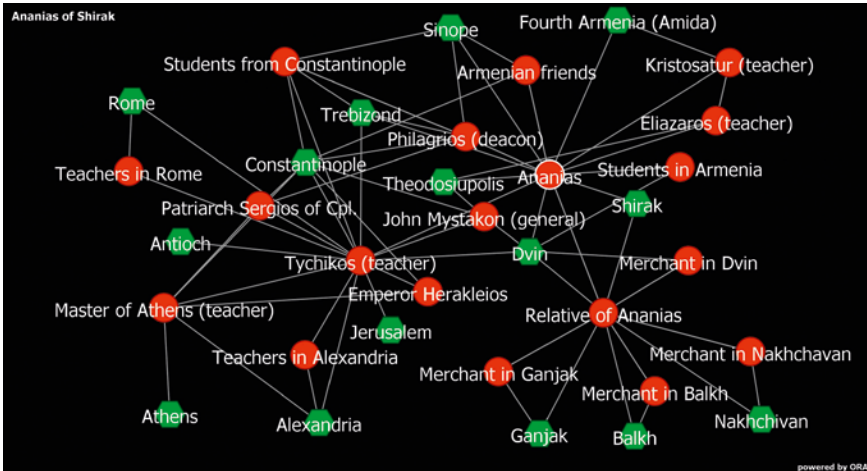 Ananias of Shirak
Sinope
Fourth Armenia (Amida)
Students from Constantinople
Armenian friends
Kristosatur (teacher)
Rome
Trebizond
Philagrios (deacon)
Eliazaros (teacher)
Constantinople
Teachers in Rome
Theodosiupolis
Ananias
Students in Armenia
Patriarch Sergios of Cpl.
John Mystakon (general)
Shirak
Antioch
Tychikos (teacher)
Dvin
Merchant in Dvin
Emperor Herakleios
Master of Athens (teacher)
Relative of Ananias
Jerusalem
Teachers in Alexandria
Merchant in Nakhchavan
Merchant in Ganjak
Merchant in Balkh
Athens
Alexandria
Ganjak
Balkh
Nakhchivan
powered by ORA